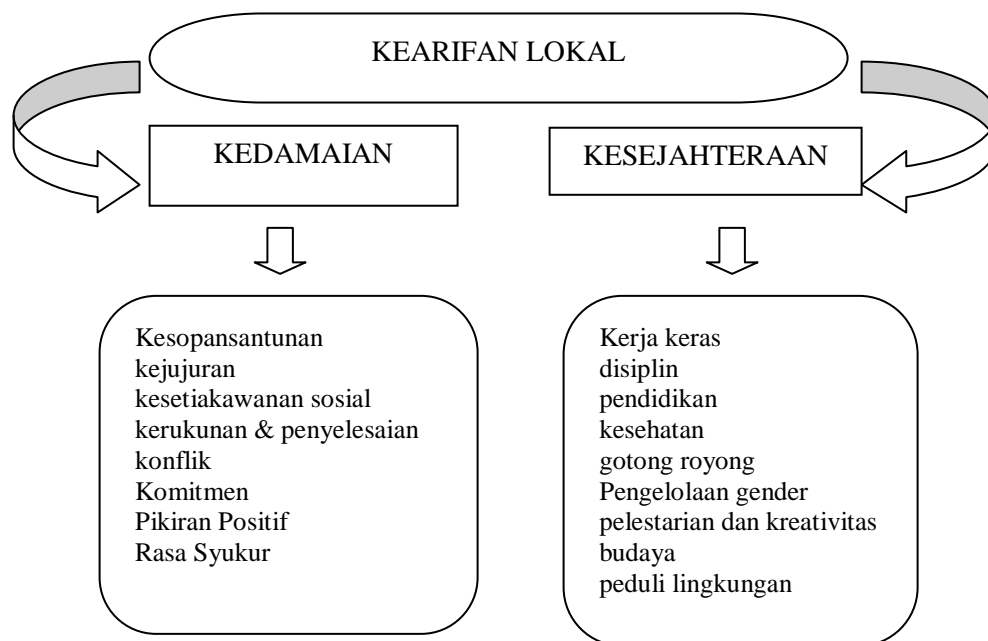 KEARIFAN LOKAL
KEDAMAIAN
KESEJAHTERAAN
Kesopansantunan
kejujuran
kesetiakawanan sosial
kerukunan & penyelesaian
konflik
Komitmen
Pikiran Positif
Rasa Syukur
Kerja keras
disiplin
pendidikan
kesehatan
gotong royong
Pengelolaan gender
pelestarian dan kreativitas
budaya
peduli lingkungan